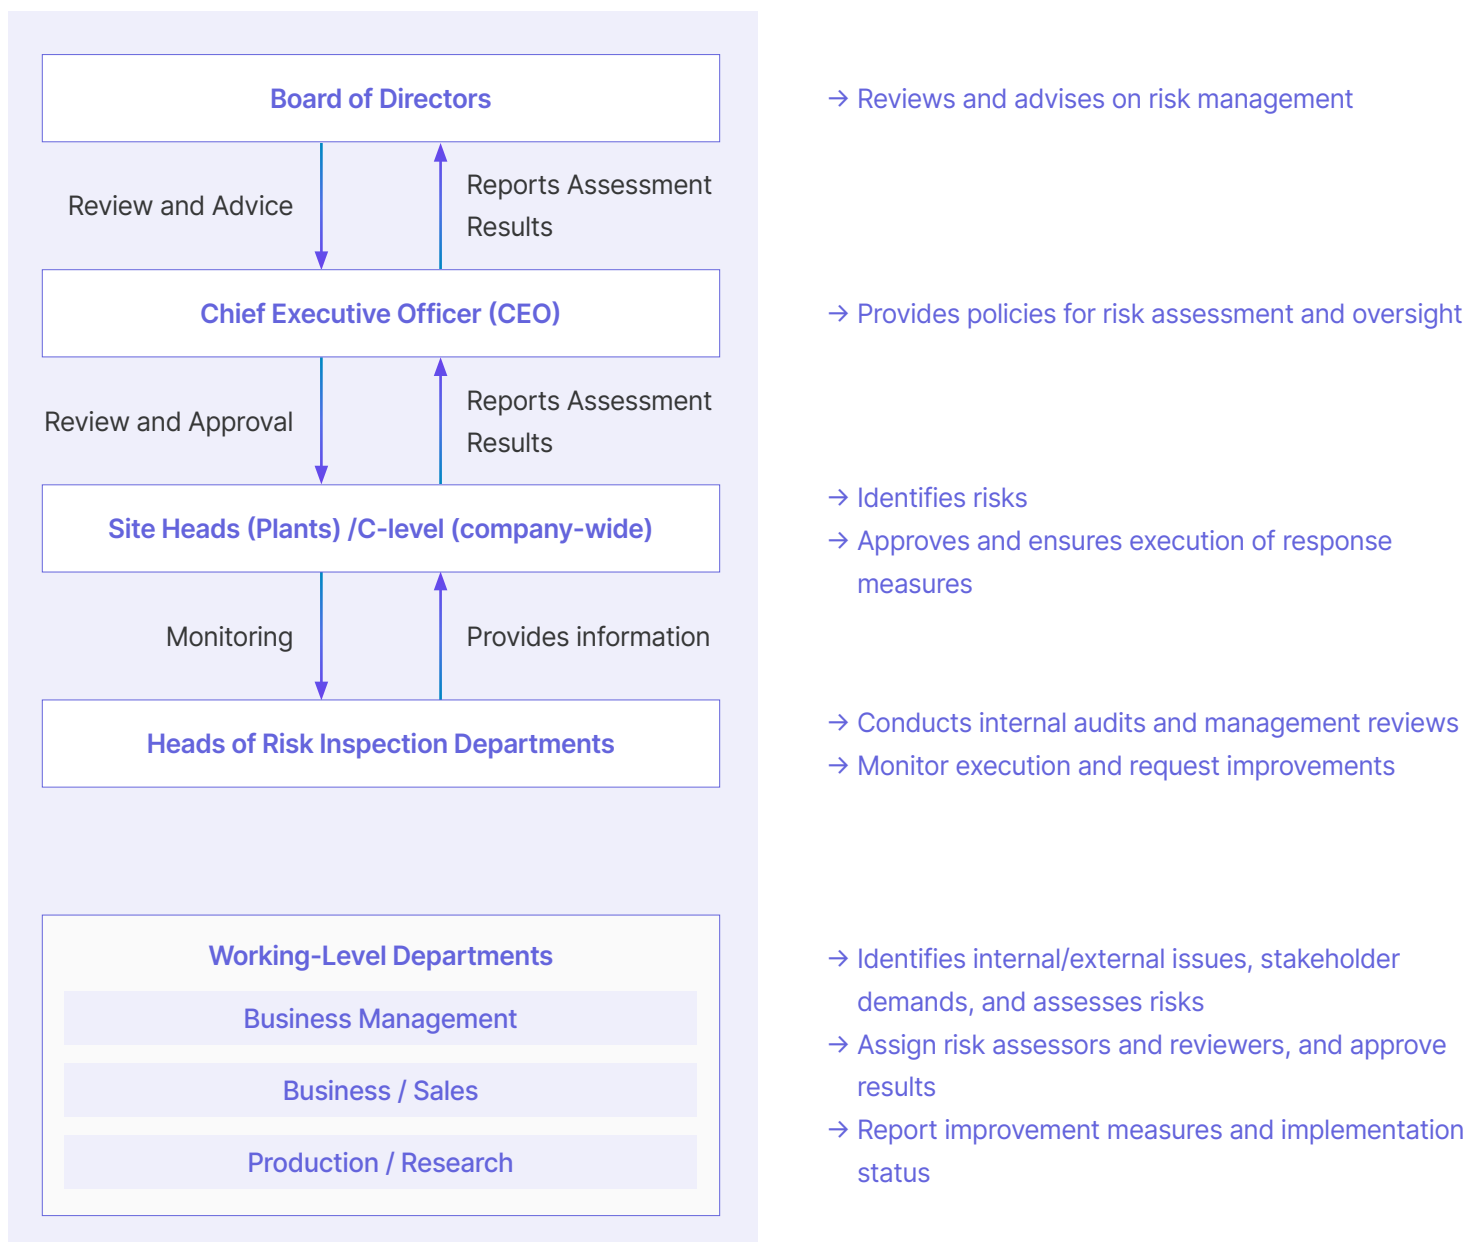 Board of Directors
→ Reviews and advises on risk management
Review and Advice
Reports Assessment
Results
Chief Executive Officer (CEO)
→ Provides policies for risk assessment and oversight
Review and Approval
Reports Assessment
Results
Site Heads (Plants) /C-level (company-wide)
→ Identifies risks
→ Approves and ensures execution of response
measures
Monitoring
Provides information
Heads of Risk Inspection Departments
→ Conducts internal audits and management reviews
→ Monitor execution and request improvements
Working-Level Departments
Business Management
Business / Sales
Production / Research
→ Identifies internal/external issues, stakeholder
demands, and assesses risks
→ Assign risk assessors and reviewers, and approve
results
→ Report improvement measures and implementation
status